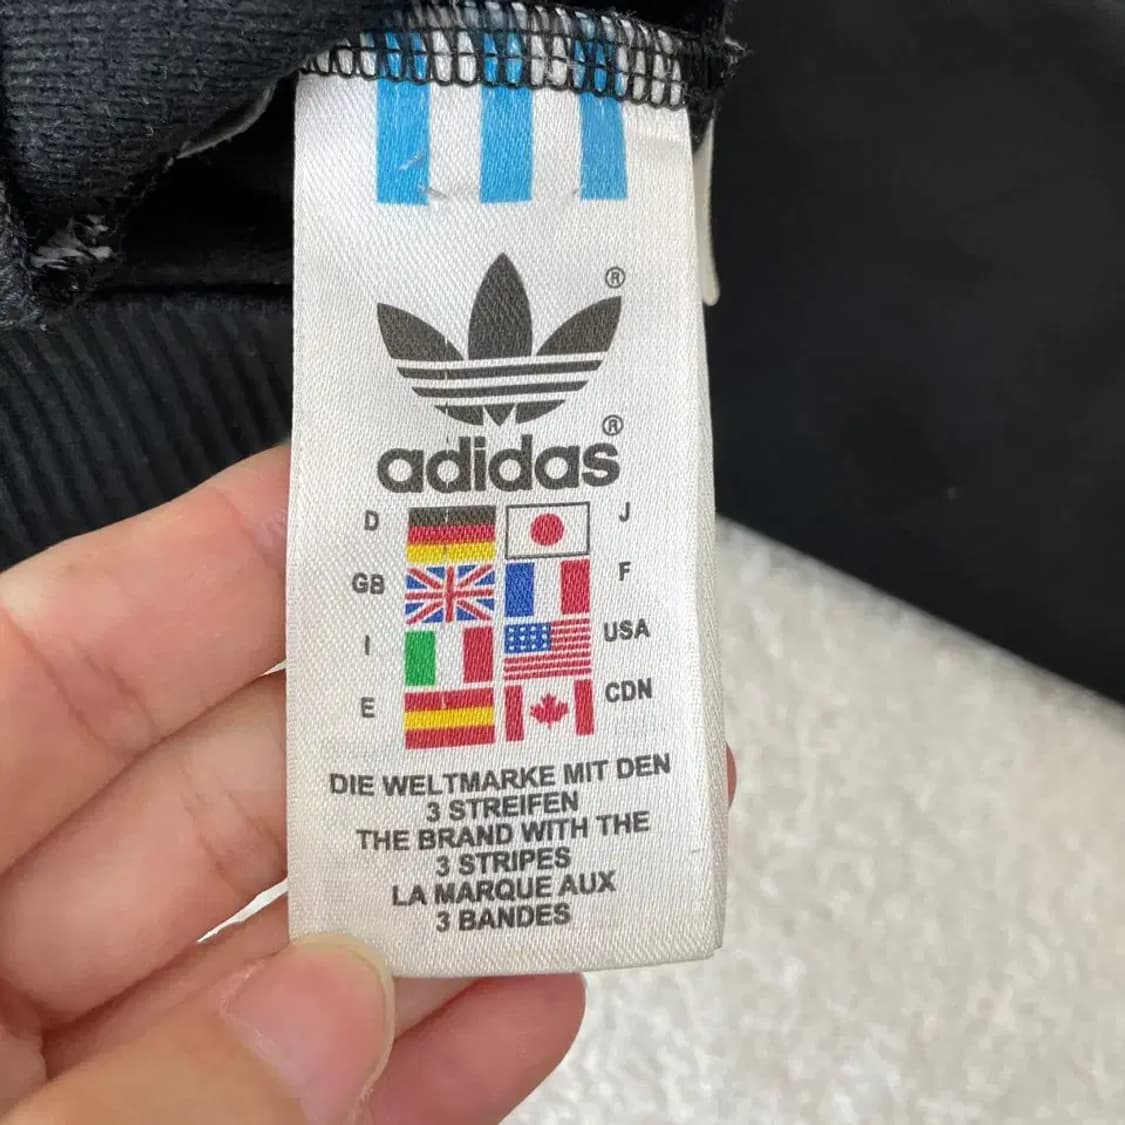 ®
®
adidas
D J
GB F
I USA
E CDN
DIE WELTMARKE MIT DEN
3 STREIFEN
THE BRAND WITH THE
3 STRIPES
LA MARQUE AUX
3 BANDES